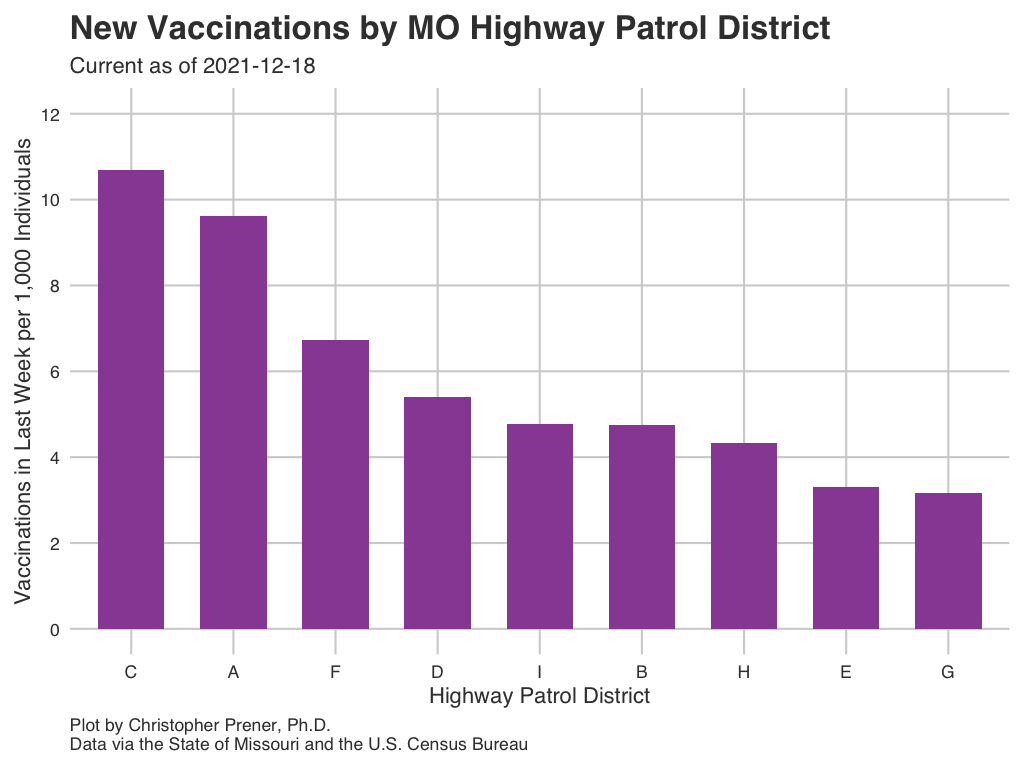 New Vaccinations by MO Highway Patrol District
Current as of 2021-12-18
Vaccinations in Last Week per 1,000 Individuals
12
10
8
6
4
2
0
C A F D I B H E G
Highway Patrol District
Plot by Christopher Prener, Ph.D.
Data via the State of Missouri and the U.S. Census Bureau